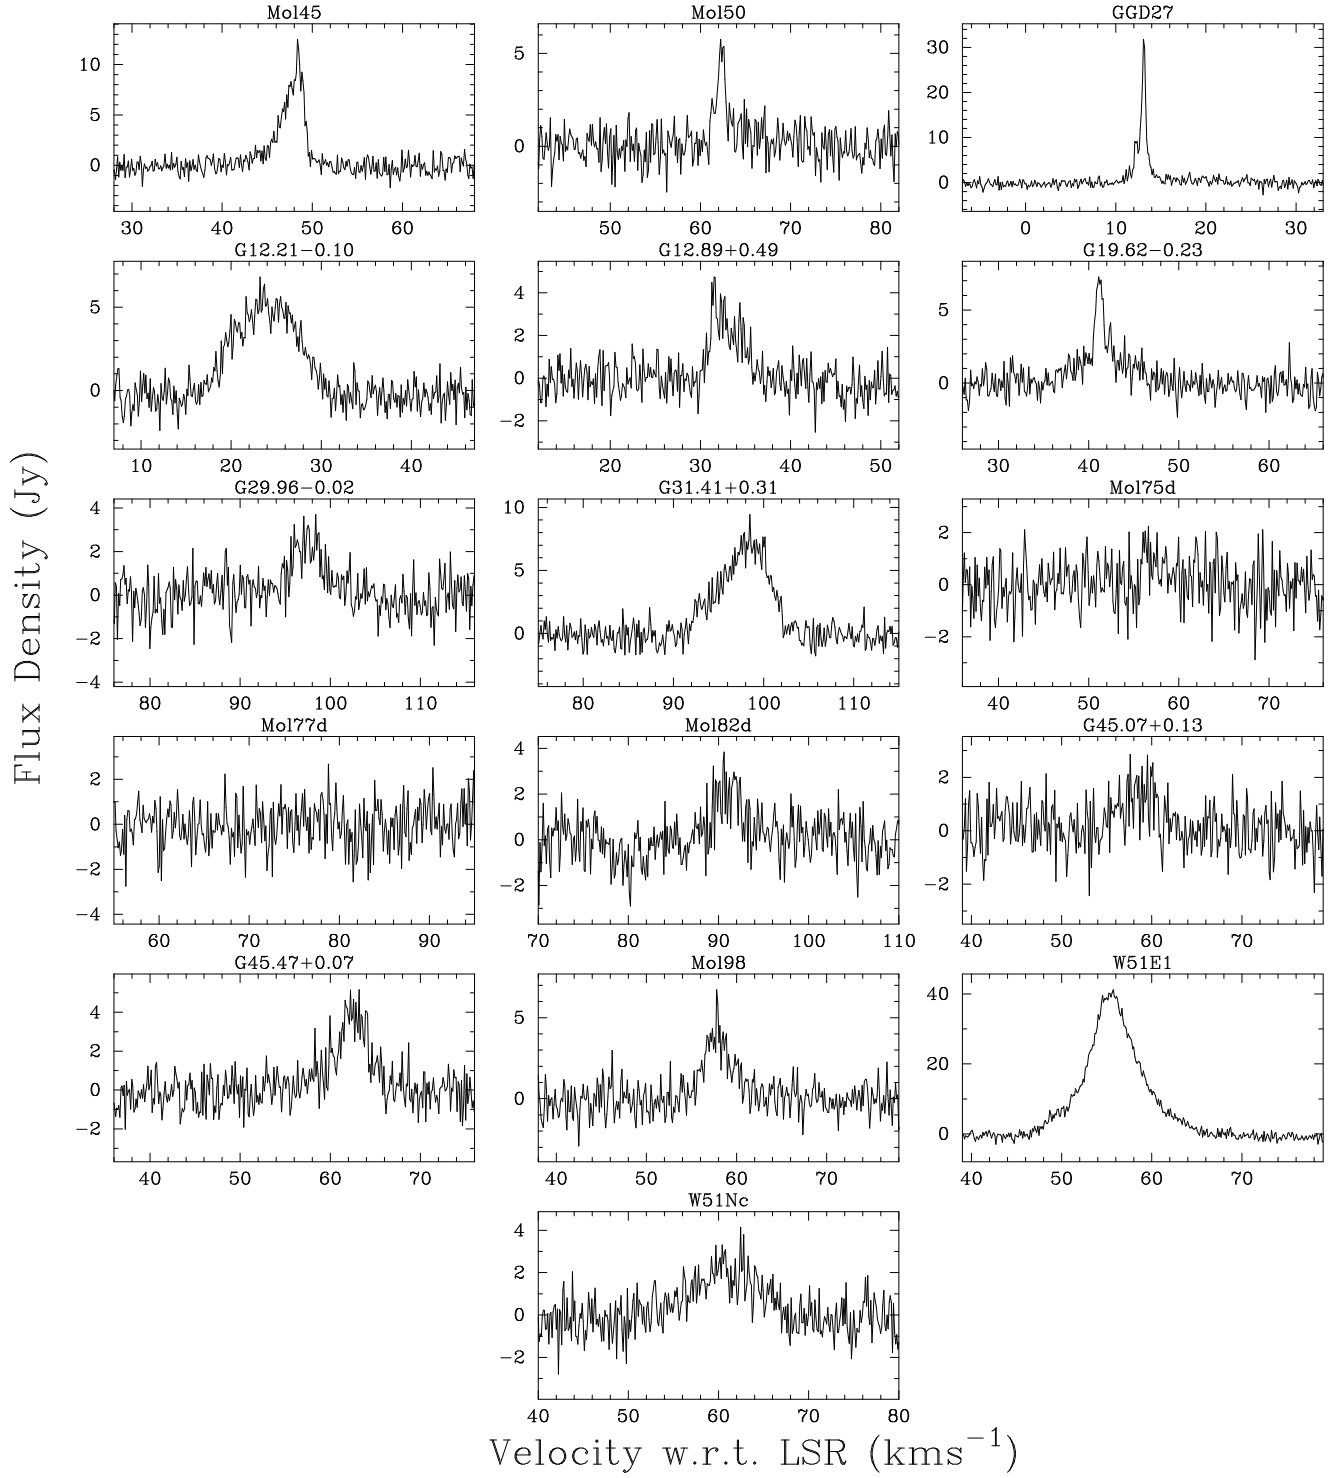 Mol45 Mol50 GGD27
10 5 0
5 0
30 20 10 0
30 40 50 60
50 60 70 80
0 10 20 30
G12.21−0.10 G12.89+0.49 G19.62−0.23
5 0
4 2 0 −2
5 0
10 20 30 40
20 30 40 50
30 40 50 60
G29.96−0.02 G31.41+0.31 Mol75d
4 2 0 −2 −4
10 5 0
2 0 −2
80 90 100 110
80 90 100 110
40 50 60 70
Mol77d Mol82d G45.07+0.13
2 0 −2 −4
4 2 0 −2
2 0 −2
60 70 80 90
70 80 90 100 110
40 50 60 70
G45.47+0.07 Mol98 W51E1
4 2 0 −2
5 0
40 20 0
40 50 60 70
40 50 60 70
40 50 60 70
W51Nc
4 2 0 −2
40 50 60 70 80
Flux Density (Jy)
Velocity w.r.t. LSR (kms−1)